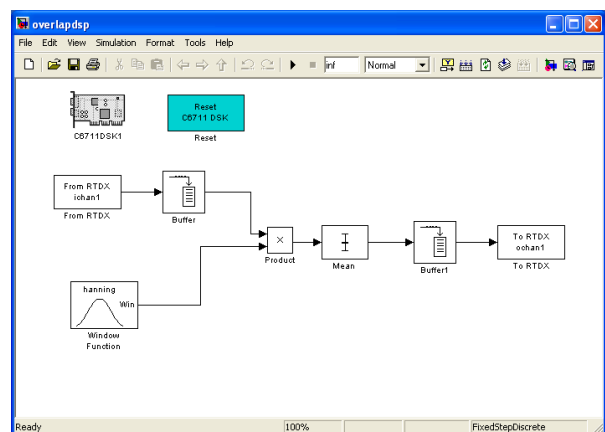 overlapdsp
File Edit View Simulation Format Tools Help
inf Normal
C6711DSK1
Reset
C6711 DSK
Reset
From RTDX
ichan1
From RTDX
Buffer
×
Product
Mean
Buffer1
To RTDX
ochan1
To RTDX
hanning
Win
Window
Function
Ready 100% FixedStepDiscrete